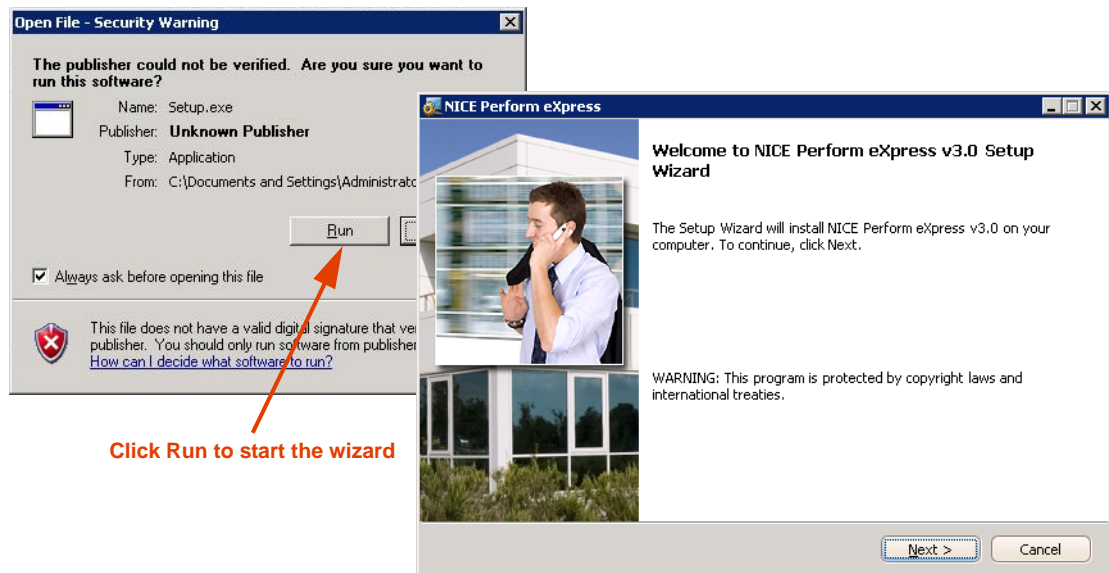 Open File - Security Warning
The publisher could not be verified. Are you sure you want to
run this software?
Name: Setup.exe
Publisher: Unknown Publisher
Type: Application
From: C:\Documents and Settings\Administrato
Run
Always ask before opening this file
This file does not have a valid digital signature that ver
publisher. You should only run software from publisher
How can I decide what software to run?
Click Run to start the wizard
NICE Perform eXpress
Welcome to NICE Perform eXpress v3.0 Setup
Wizard
The Setup Wizard will install NICE Perform eXpress v3.0 on your
computer. To continue, click Next.
WARNING: This program is protected by copyright laws and
international treaties.
Next >
Cancel